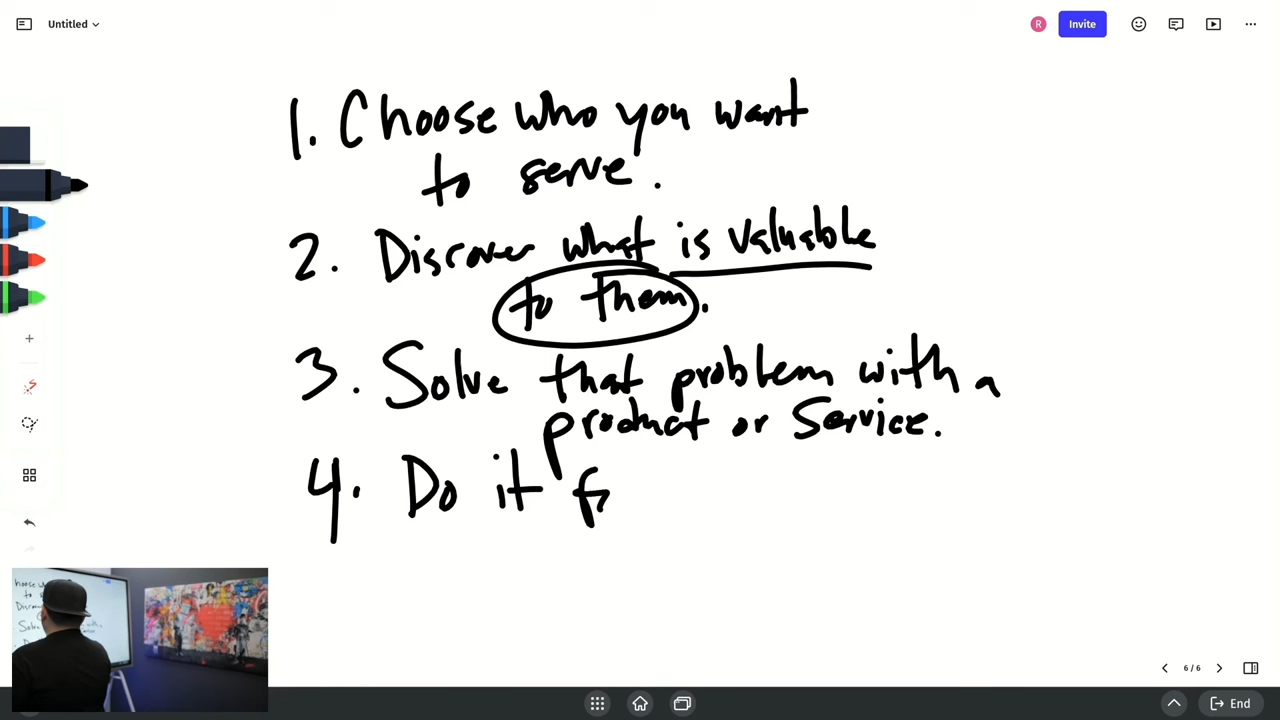 Untitled
R
Invite
1. Choose who you want
to serve.
2. Discover what is valuable
to them.
3. Solve that problem with a
product or Service.
4. Do it f
6/6
End